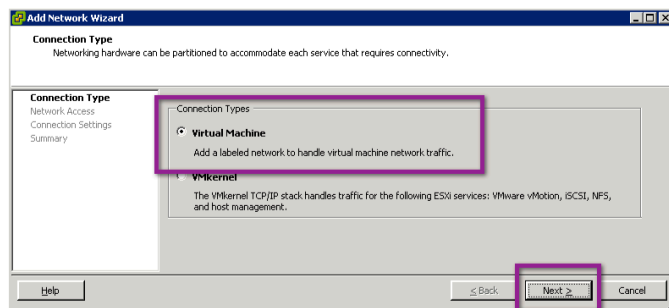 Add Network Wizard
Connection Type
Networking hardware can be partitioned to accommodate each service that requires connectivity.
Connection Type
Network Access
Connection Settings
Summary
Connection Types
Virtual Machine
Add a labeled network to handle virtual machine network traffic.
VMkernel
The VMkernel TCP/IP stack handles traffic for the following ESXi services: VMware vMotion, iSCSI, NFS,
and host management.
Help
≤ Back
Next ≥
Cancel